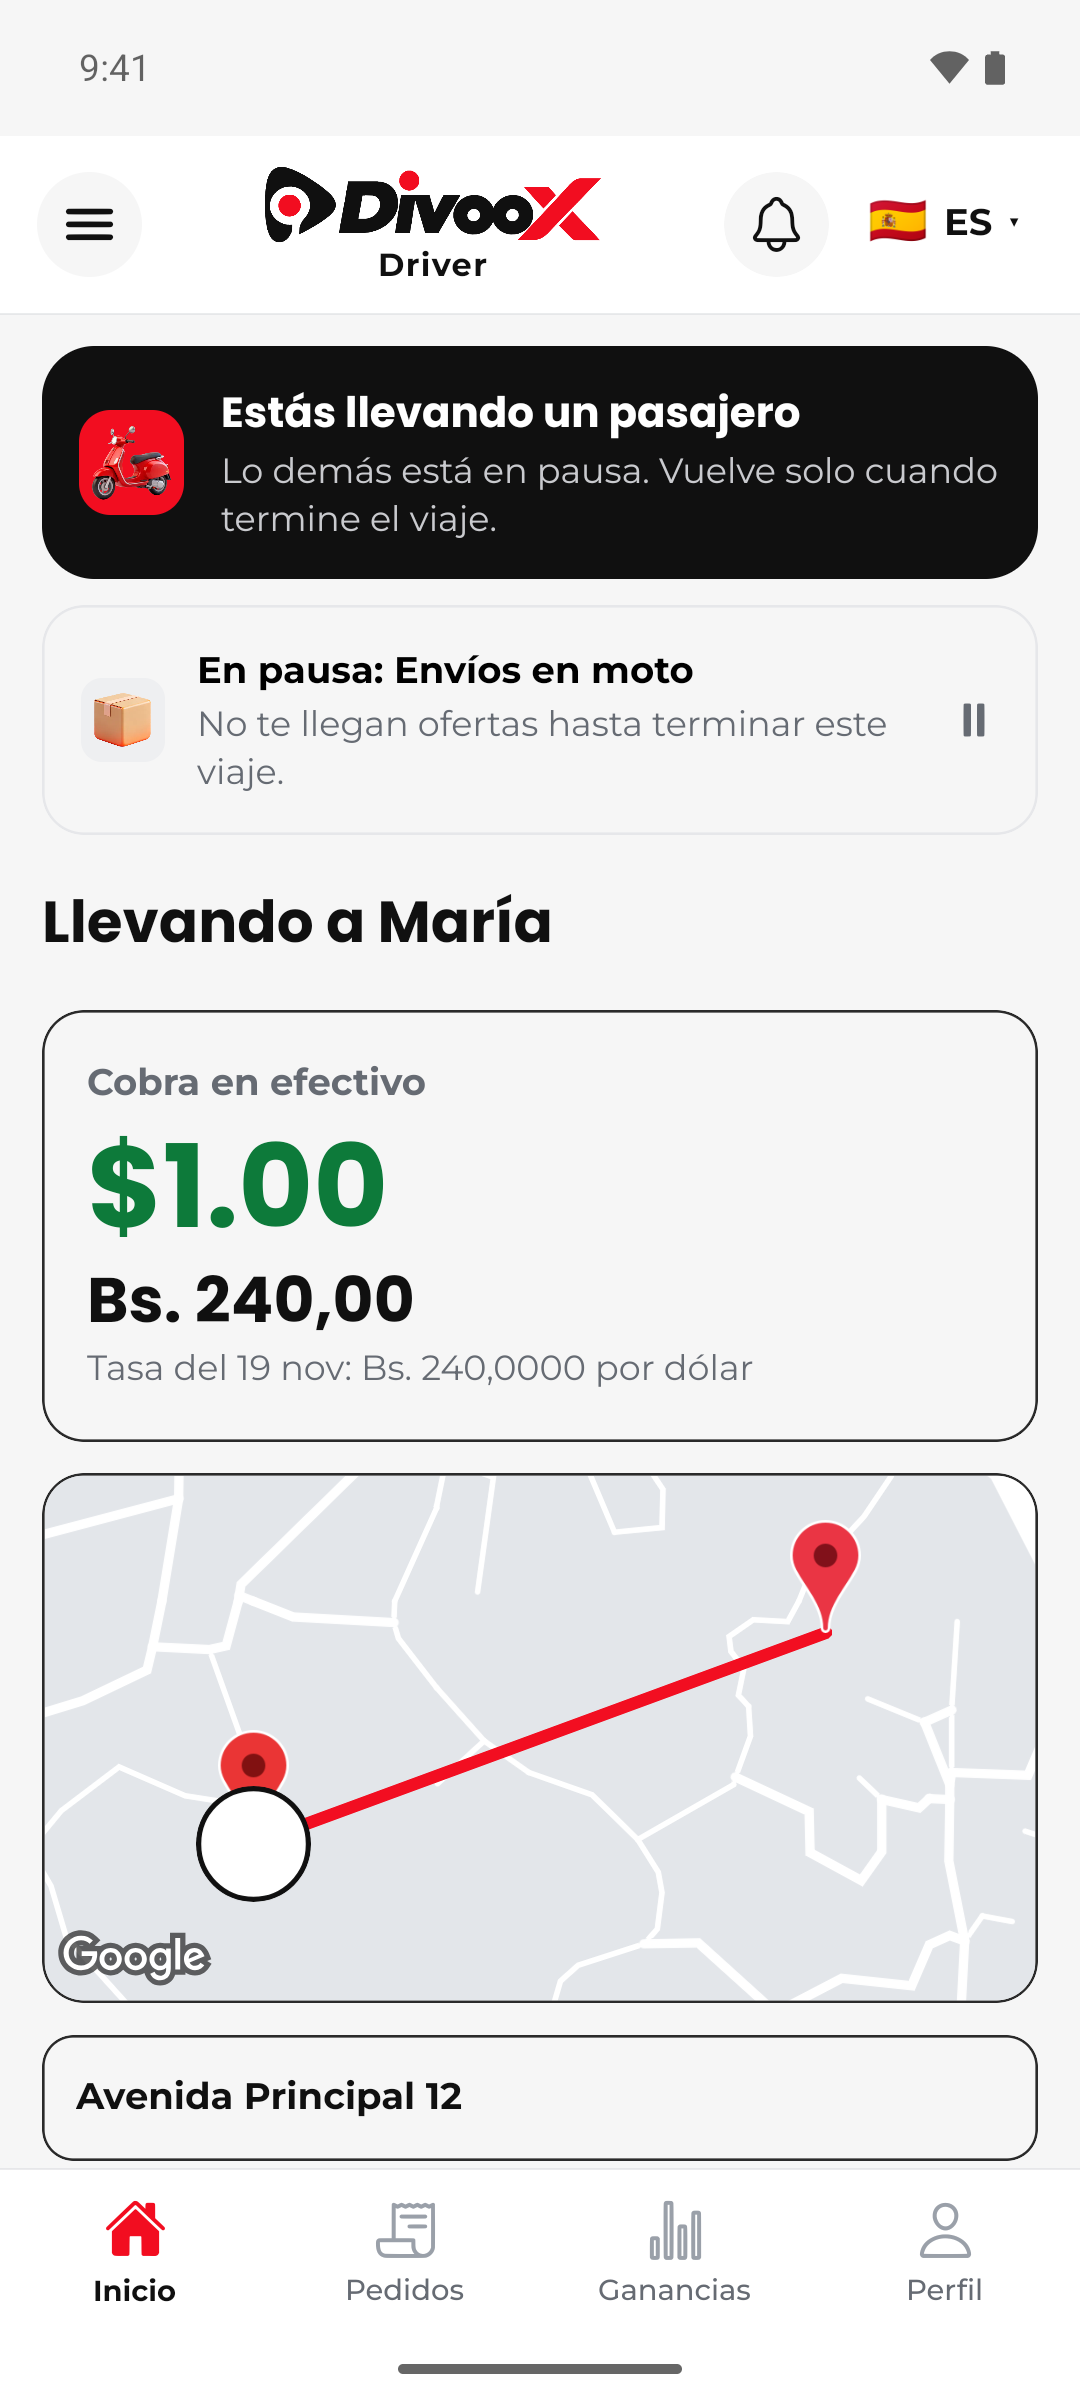 9:41
DivooX
Driver
ES
Estás llevando un pasajero
Lo demás está en pausa. Vuelve solo cuando
termine el viaje.
En pausa: Envíos en moto
No te llegan ofertas hasta terminar este
viaje.
Llevando a María
Cobra en efectivo
$1.00
Bs. 240,00
Tasa del 19 nov: Bs. 240,0000 por dólar
Google
Avenida Principal 12
Inicio
Pedidos
Ganancias
Perfil